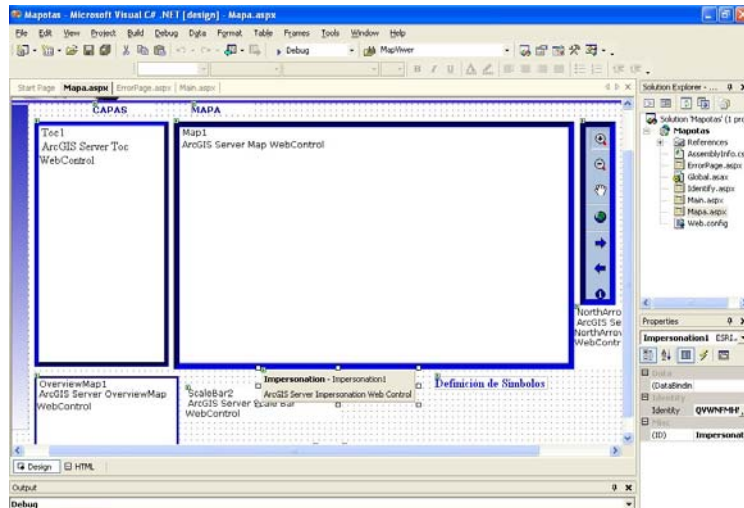 Mapotas - Microsoft Visual C# .NET [design] - Mapa.aspx
File Edit View Project Build Debug Data Format Table Frames Tools Window Help
Debug
MapViewer
Start Page Mapa.aspx ErrorPage.aspx Main.aspx
CAPAS MAPA
Toc1
ArcGIS Server Toc
WebControl
Map1
ArcGIS Server Map WebControl
NorthArro
ArcGIS Se
NorthArrow
WebContr
OverviewMap1
ArcGIS Server OverviewMap
WebControl
ScaleBar2
ArcGIS Server Scale Bar
WebControl
Impersonation - Impersonation1
ArcGIS Server Impersonation Web Control
Definición de Simbolos
Design HTML
Output
Debug
Solution Explorer - ...
Solution 'Mapotas' (1 pro
Mapotas
References
AssemblyInfo.cs
ErrorPage.aspx
Global.asax
Identify.aspx
Main.aspx
Mapa.aspx
Web.config
Properties
Impersonation1 ESRI.
Data
(DataBindin
Identity
Identity
Misc
(ID) Impersonat